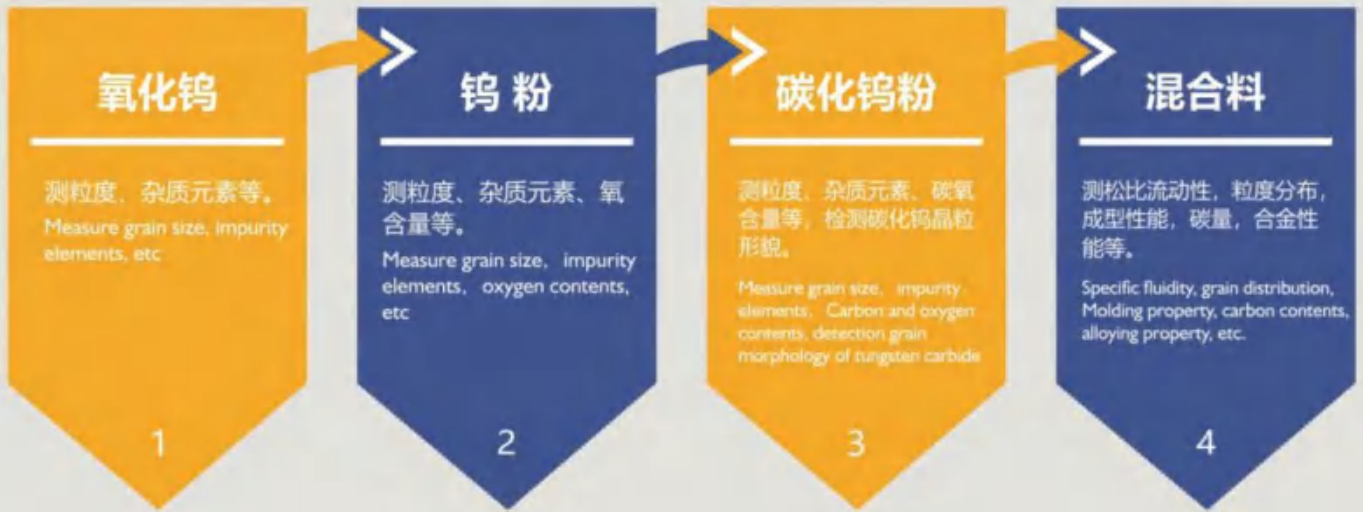 氧化钨
测粒度、杂质元素等。
Measure grain size, impurity
elements, etc
1
钨 粉
测粒度、杂质元素、氧
含量等。
Measure grain size, impurity
elements, oxygen contents,
etc
2
碳化钨粉
测粒度、杂质元素、碳氧
含量等，检测碳化钨晶粒
形貌。
Measure grain size, impurity
elements, Carbon and oxygen
contents, detection grain
morphology of tungsten carbide
3
混合料
测松比流动性，粒度分布，
成型性能，碳量，合金性
能等。
Specific fluidity, grain distribution,
Molding property, carbon contents,
alloying property, etc.
4